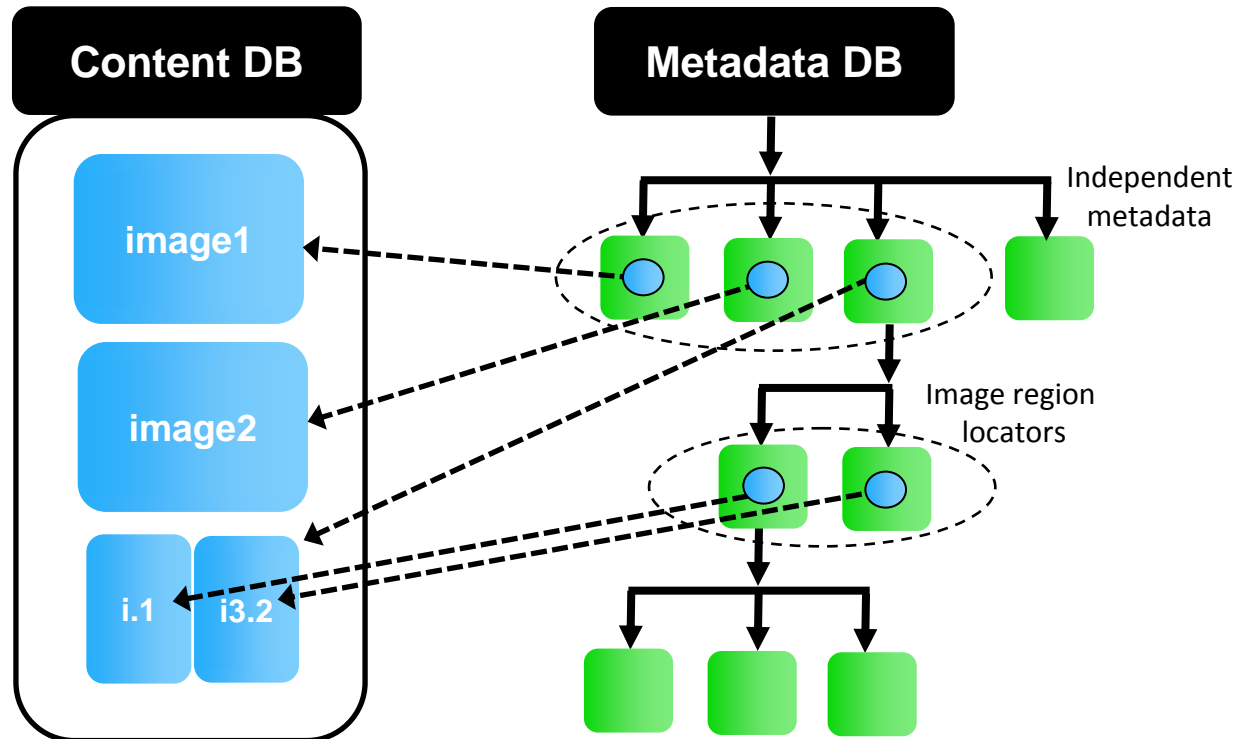 Content DB
Metadata DB
Independent
metadata
image1
image2
Image region
locators
i.1
i3.2